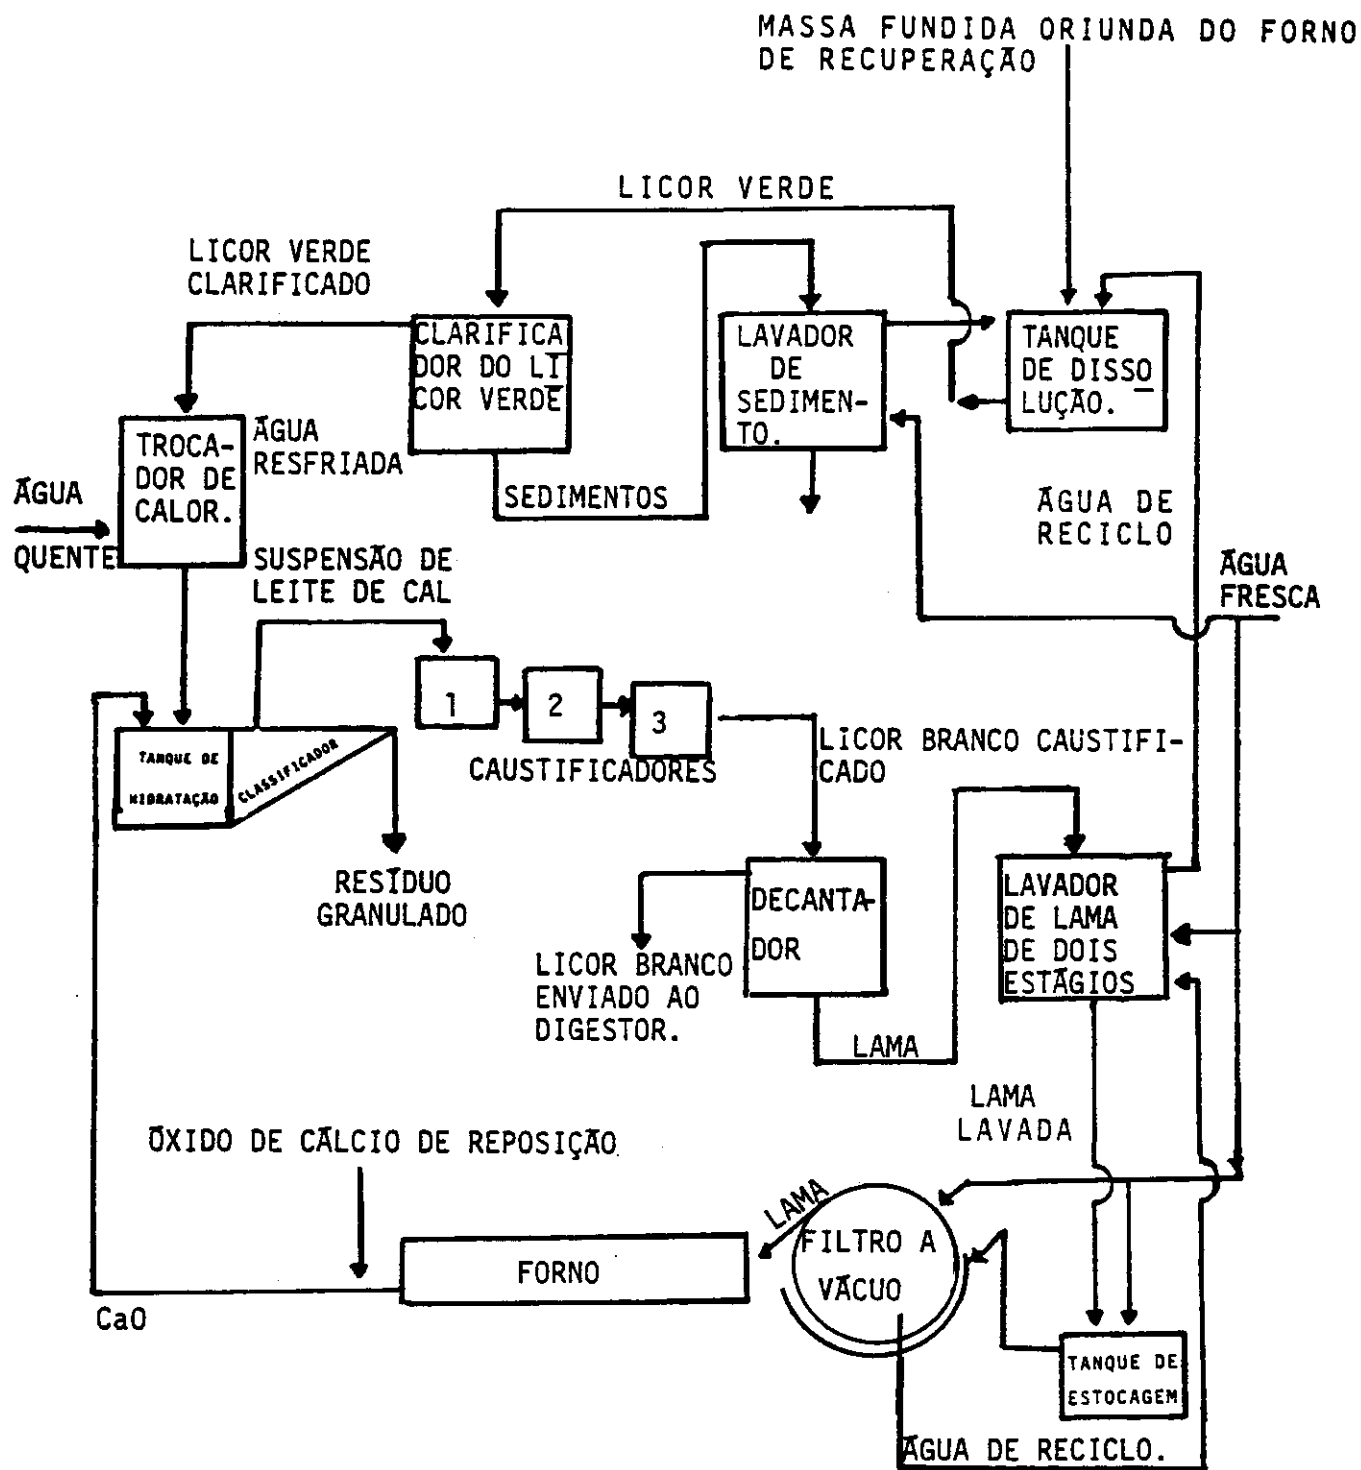 MASSA FUNDIDA ORIUNDA DO FORNO
DE RECUPERAÇÃO
LICOR VERDE
LICOR VERDE
CLARIFICADO
CLARIFICA
DOR DO LI
COR VERDE
LAVADOR
DE
SEDIMEN-
TO.
TANQUE
DE DISSO
LUÇÃO.
TROCA-
DOR DE
CALOR.
ÁGUA
RESFRIADA
ÁGUA
QUENTE
SEDIMENTOS
ÁGUA DE
RECICLO
ÁGUA
FRESCA
SUSPENSÃO DE
LEITE DE CAL
1
2
3
CAUSTIFICADORES
TANQUE DE
HIDRATAÇÃO
CLASSIFICADOR
LICOR BRANCO CAUSTIFI-
CADO
RESÍDUO
GRANULADO
DECANTA-
DOR
LAVADOR
DE LAMA
DE DOIS
ESTÁGIOS
LICOR BRANCO
ENVIADO AO
DIGESTOR.
LAMA
LAMA
LAVADA
ÓXIDO DE CÁLCIO DE REPOSIÇÃO
LAMA
FILTRO A
VÁCUO
FORNO
CaO
TANQUE DE
ESTOCAGEM
ÁGUA DE RECICLO.